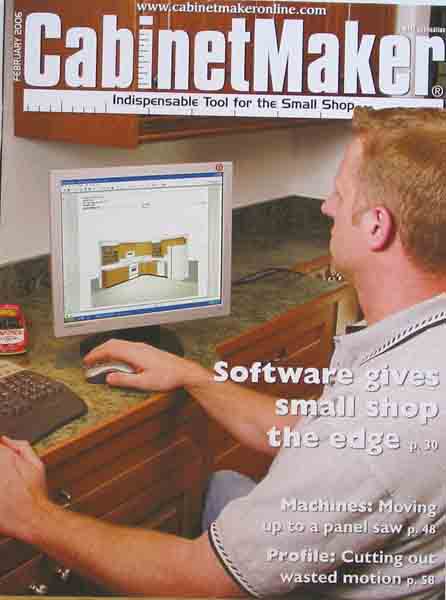 www.cabinetmakeronline.com
FEBRUARY 2006
CabinetMaker®
Indispensable Tool for the Small Shop
Software gives
small shop
the edge p. 30
Machines: Moving
up to a panel saw p. 48
Profile: Cutting out
wasted motion p. 58